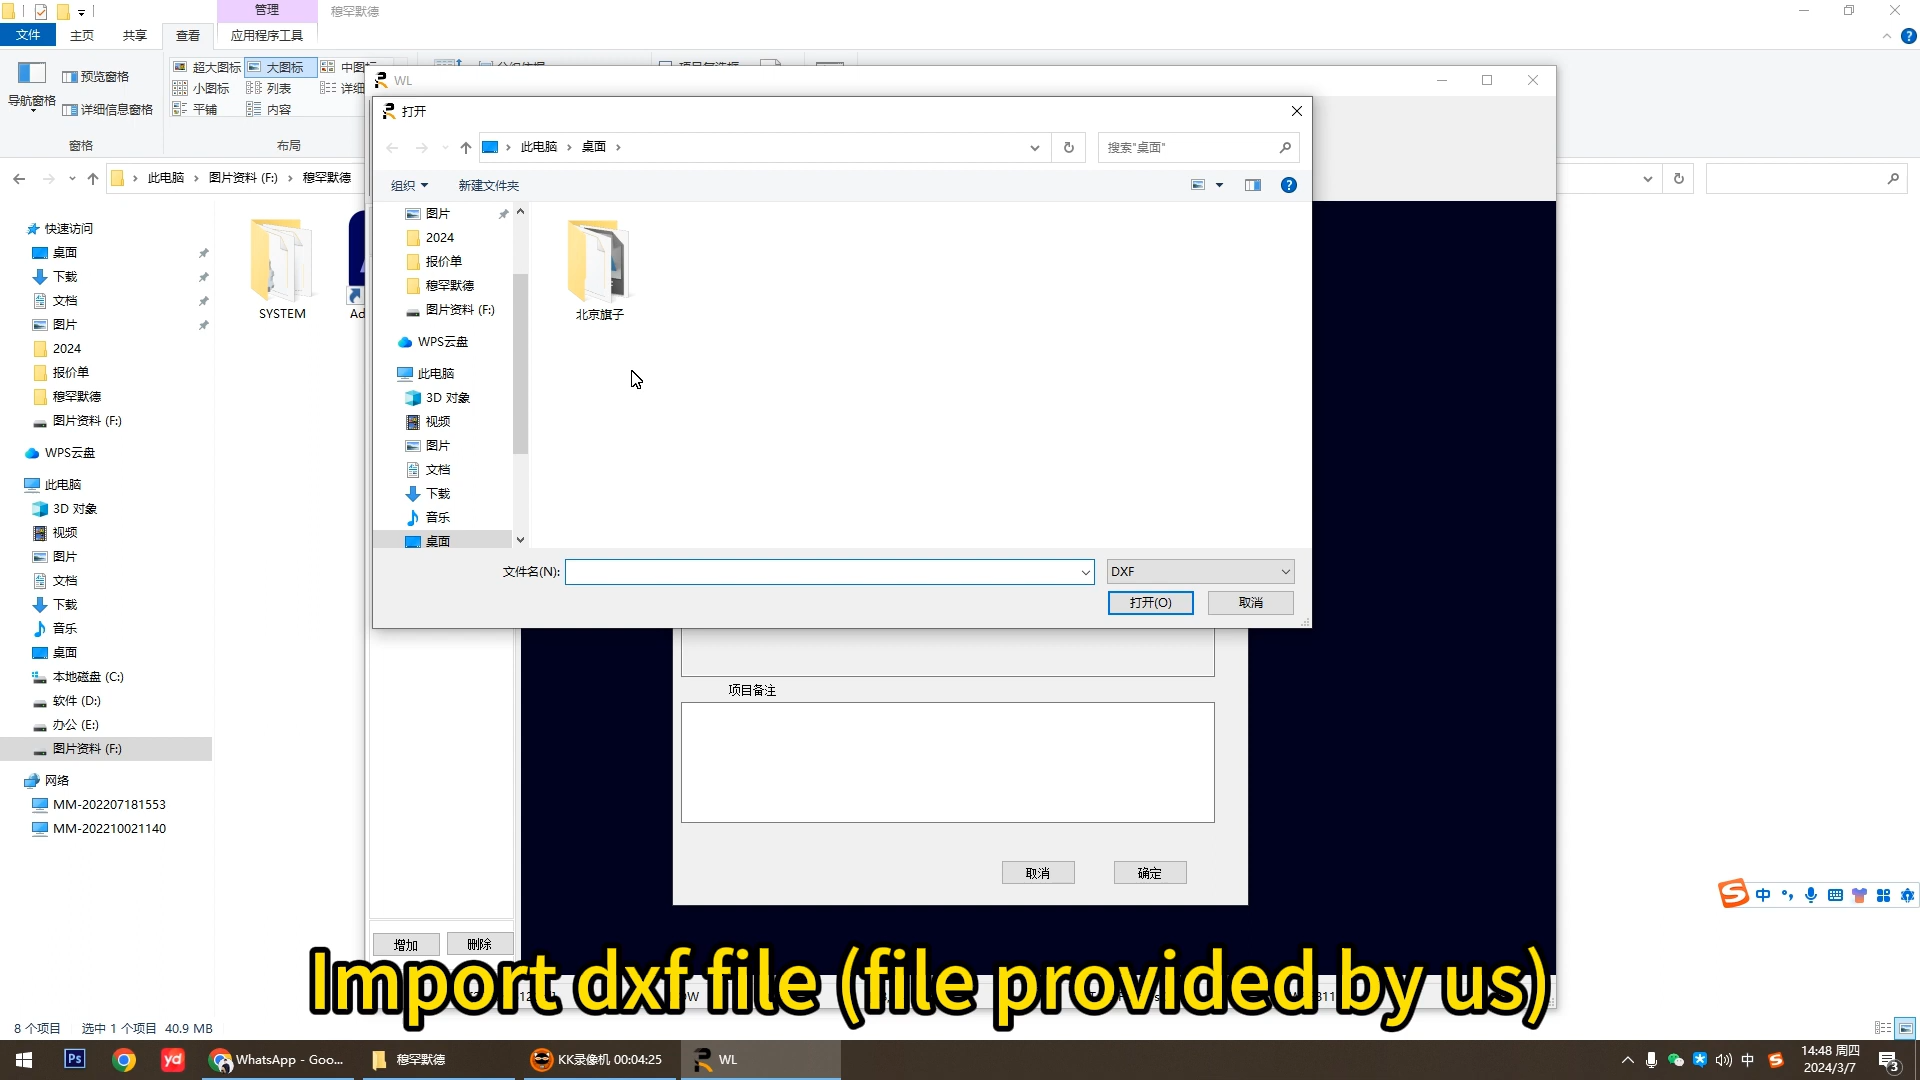 管理
穆罕默德
文件
主页
共享
查看
应用程序工具
导航窗格
预览窗格
详细信息窗格
窗格
超大图标
大图标
小图标
列表
平铺
内容
布局
此电脑
图片资料 (F:)
穆罕默德
快速访问
桌面
下载
文档
图片
2024
报价单
穆罕默德
图片资料 (F:)
WPS云盘
此电脑
3D 对象
视频
图片
文档
下载
音乐
桌面
本地磁盘 (C:)
软件 (D:)
办公 (E:)
图片资料 (F:)
网络
MM-202207181553
MM-202210021140
SYSTEM
8 个项目
选中 1 个项目
40.9 MB
WL
打开
此电脑
桌面
搜索"桌面"
组织
新建文件夹
图片
2024
报价单
穆罕默德
图片资料 (F:)
WPS云盘
此电脑
3D 对象
视频
图片
文档
下载
音乐
桌面
北京旗子
文件名(N):
DXF
打开(O)
取消
项目备注
取消
确定
增加
删除
Import dxf file (file provided by us)
中
Ps
yd
WhatsApp - Goo...
穆罕默德
KK录像机 00:04:25
WL
中
14:48 周四
2024/3/7
3